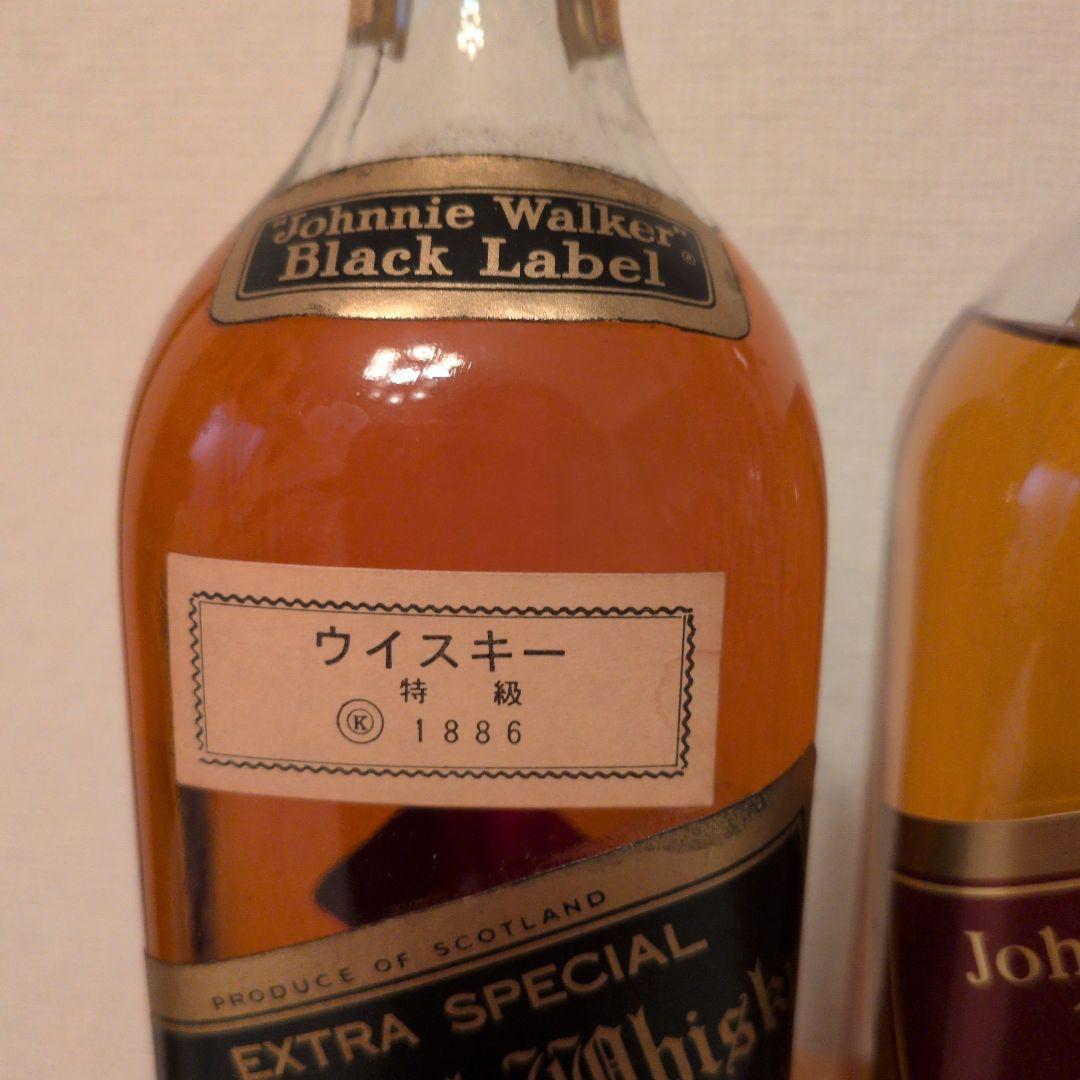 "Johnnie Walker"
Black Label ®
ウイスキー
特級
Ⓚ 1886
PRODUCE OF SCOTLAND
EXTRA SPECIAL